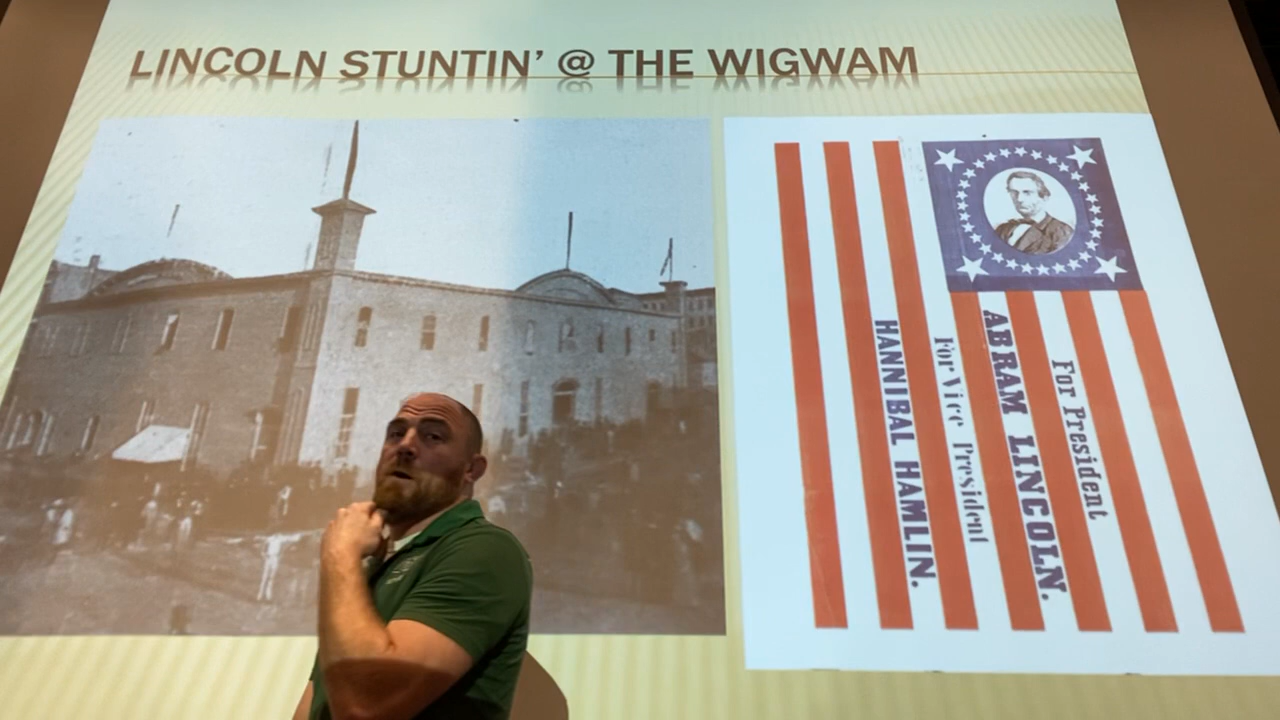 LINCOLN STUNTIN' @ THE WIGWAM
For President
ABRAM LINCOLN.
For Vice President
HANNIBAL HAMLIN.